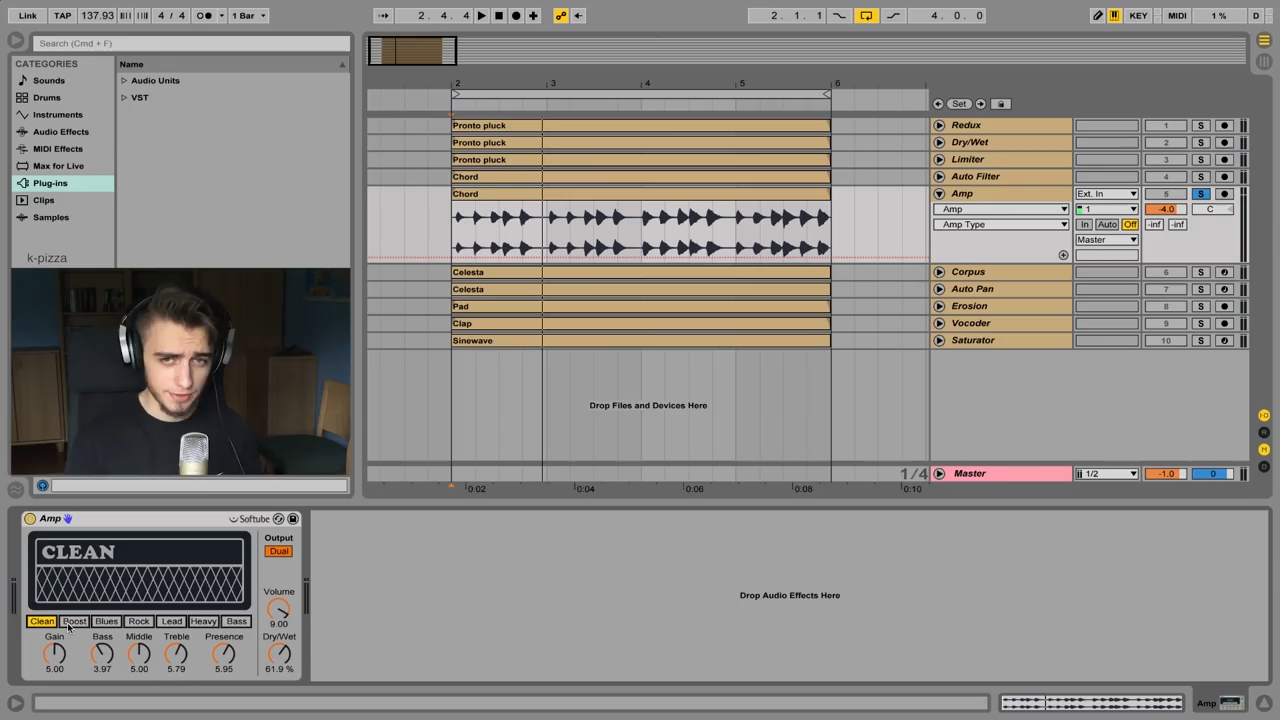 Link TAP 137.93 4 / 4 1 Bar 2. 4. 4 2. 1. 1 4. 0. 0 KEY MIDI 1 % D
Search (Cmd + F)
CATEGORIES
Sounds
Drums
Instruments
Audio Effects
MIDI Effects
Max for Live
Plug-ins
Clips
Samples
k-pizza
Name
Audio Units
VST
2 3 4 5 6
Set
Pronto pluck Redux 1 S
Pronto pluck Dry/Wet 2 S
Pronto pluck Limiter 3 S
Chord Auto Filter 4 S
Chord Amp Ext. In 5 S
Amp 1 -4.0 C
Amp Type In Auto Off -inf -inf
Master
Celesta Corpus 6 S
Celesta Auto Pan 7 S
Pad Erosion 8 S
Clap Vocoder 9 S
Sinewave Saturator 10 S
Drop Files and Devices Here
I·O
R
M
D
1/4 Master 1/2 -1.0 0
0:02 0:04 0:06 0:08 0:10
Amp Softube
CLEAN
Output
Dual
Volume
9.00
Clean Boost Blues Rock Lead Heavy Bass
Gain Bass Middle Treble Presence Dry/Wet
5.00 3.97 5.00 5.79 5.95 61.9 %
Drop Audio Effects Here
Amp